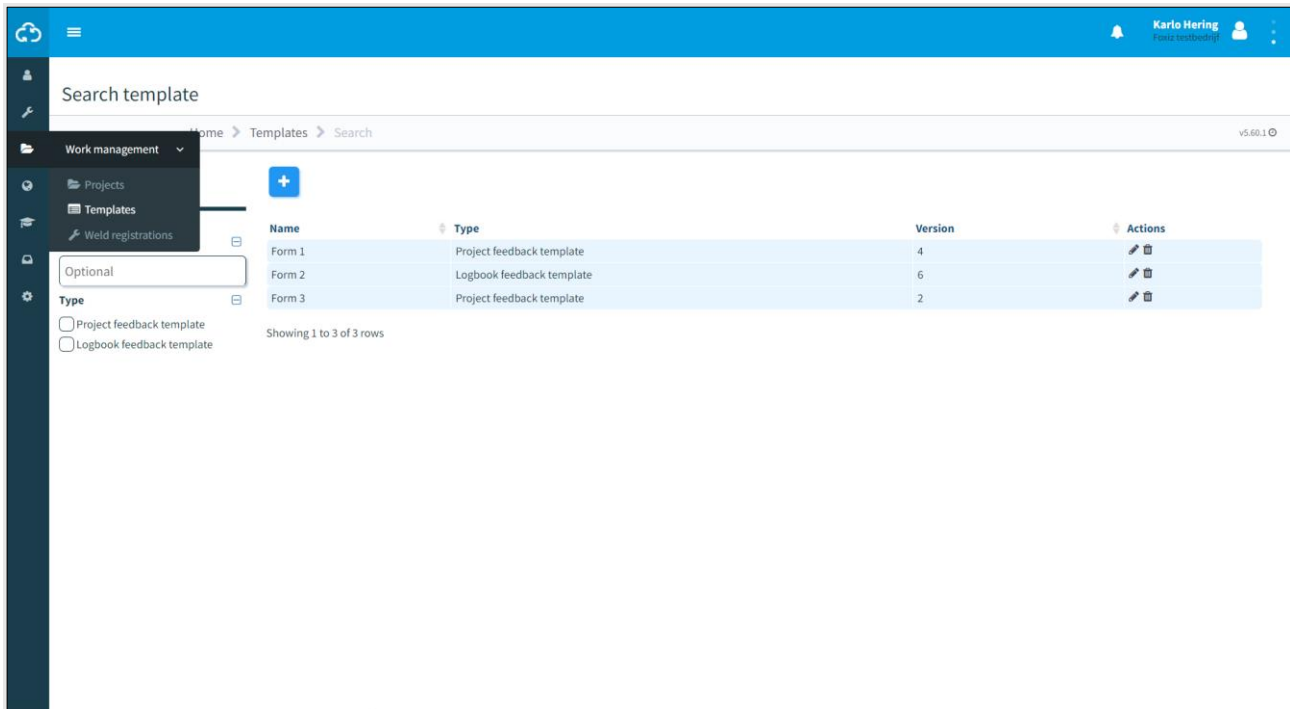 Karlo Hering
Foxiz testbedrijf
Search template
Home Templates Search
v5.60.1
Work management
Projects
Templates
Weld registrations
Optional
Type
Project feedback template
Logbook feedback template
Name Type Version Actions
Form 1 Project feedback template 4
Form 2 Logbook feedback template 6
Form 3 Project feedback template 2
Showing 1 to 3 of 3 rows